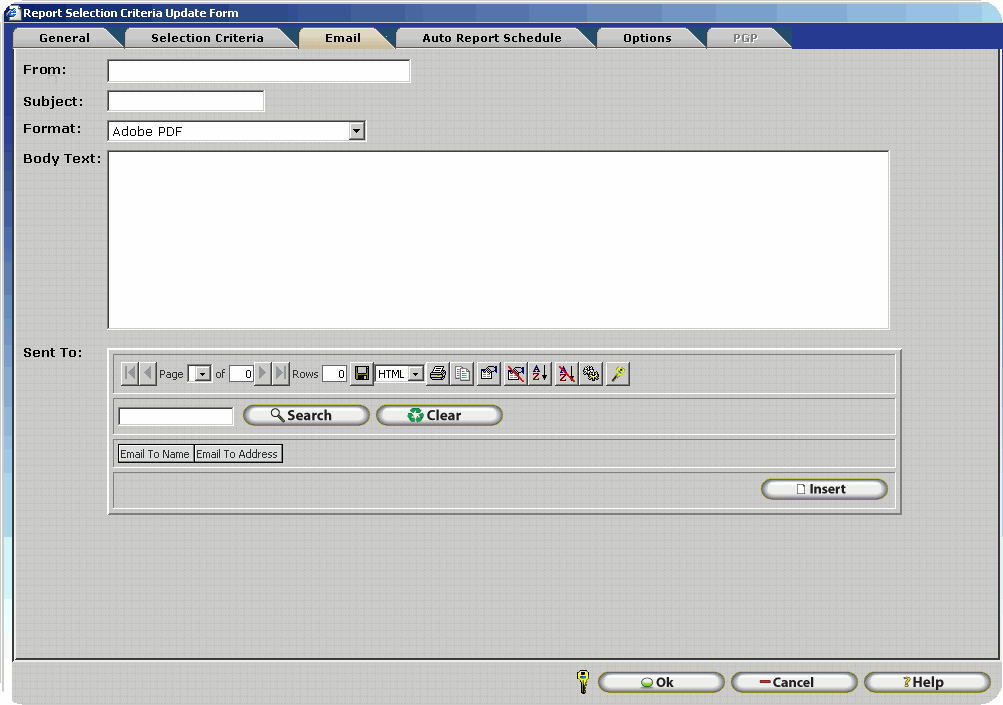 Report Selection Criteria Update Form
General Selection Criteria Email Auto Report Schedule Options PGP
From:
Subject:
Format: Adobe PDF
Body Text:
Sent To:
Page of 0 Rows 0 HTML
Search Clear
Email To Name Email To Address
Insert
Ok Cancel Help